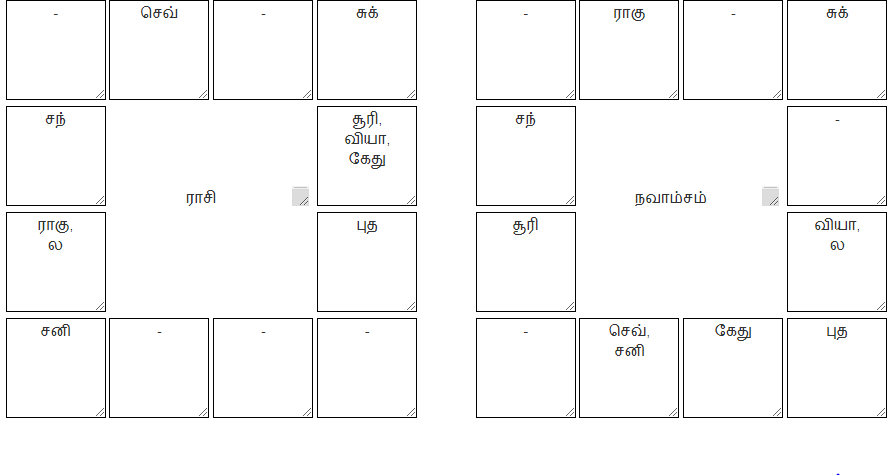 - செவ் - சுக்
சந் சூரி,
வியா,
கேது
ராசி
ராகு,
ல புத
சனி - - -
- ராகு - சுக்
சந் -
நவாம்சம்
சூரி வியா,
ல
- செவ்,
சனி கேது புத